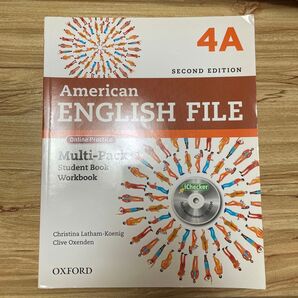 4A
SECOND EDITION
American
ENGLISH FILE
Online Practice
Multi-Pack
Student Book
Workbook
iChecker
Christina Latham-Koenig
Clive Oxenden
OXFORD